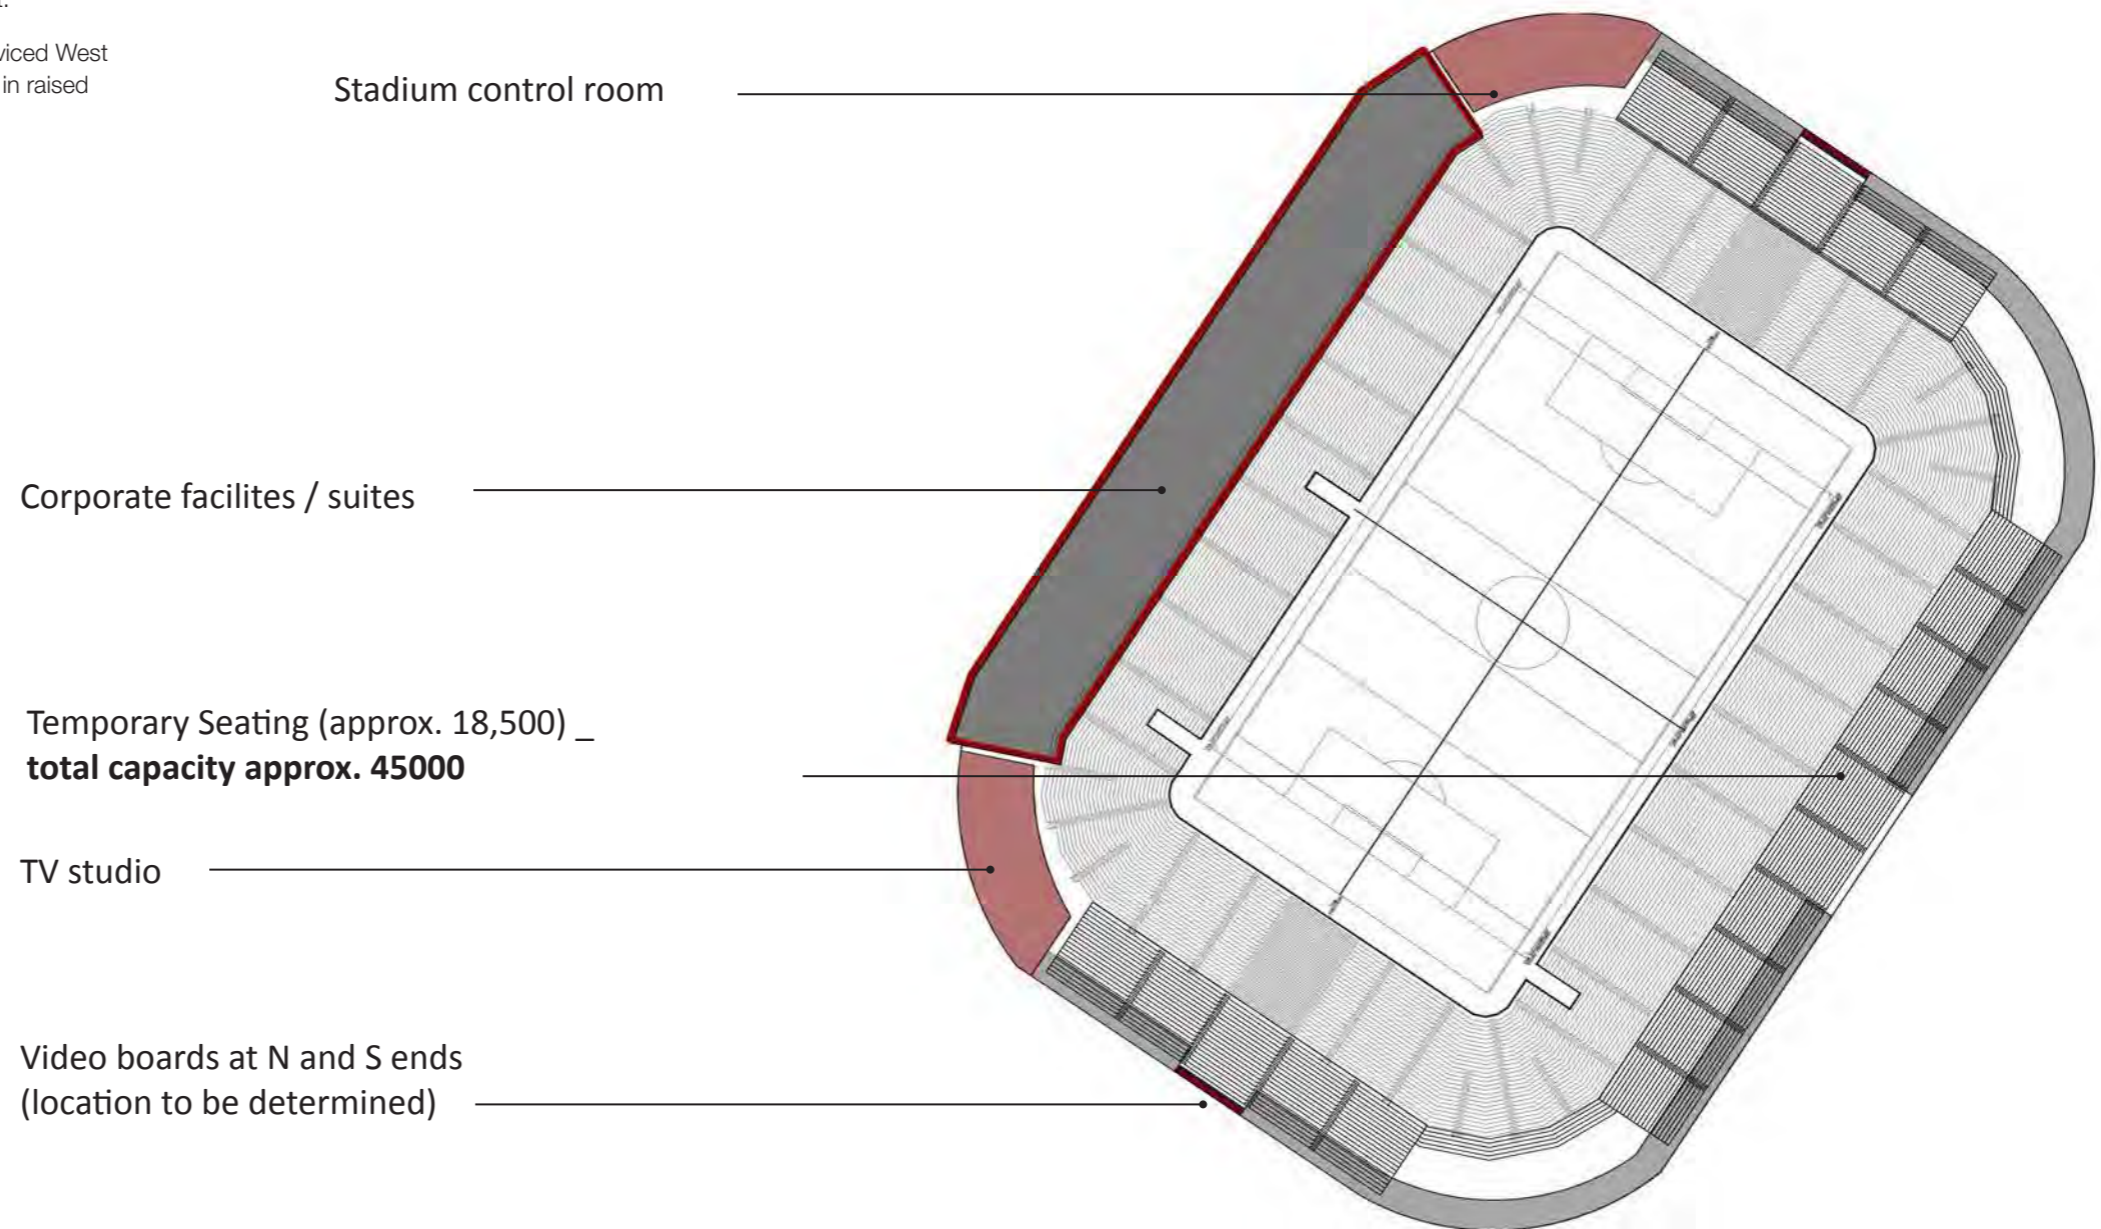 viced West
in raised
Stadium control room
Corporate facilites / suites
Temporary Seating (approx. 18,500) _
total capacity approx. 45000
TV studio
Video boards at N and S ends
(location to be determined)